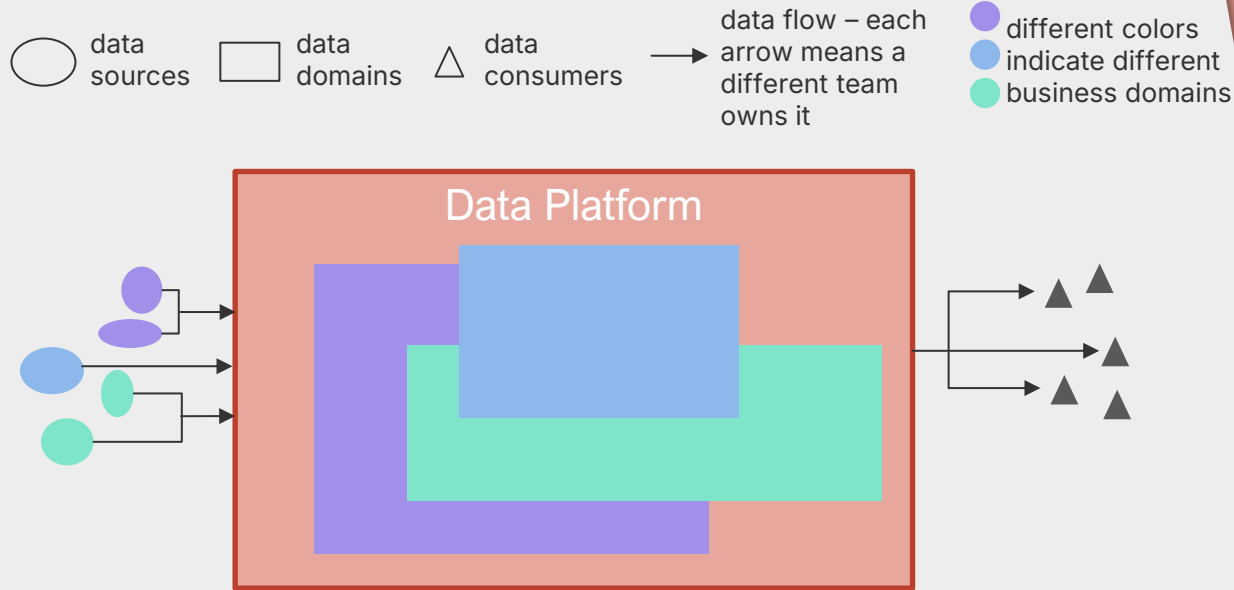 data
sources
data
domains
data
consumers
data flow – each
arrow means a
different team
owns it
different colors
indicate different
business domains
Data Platform